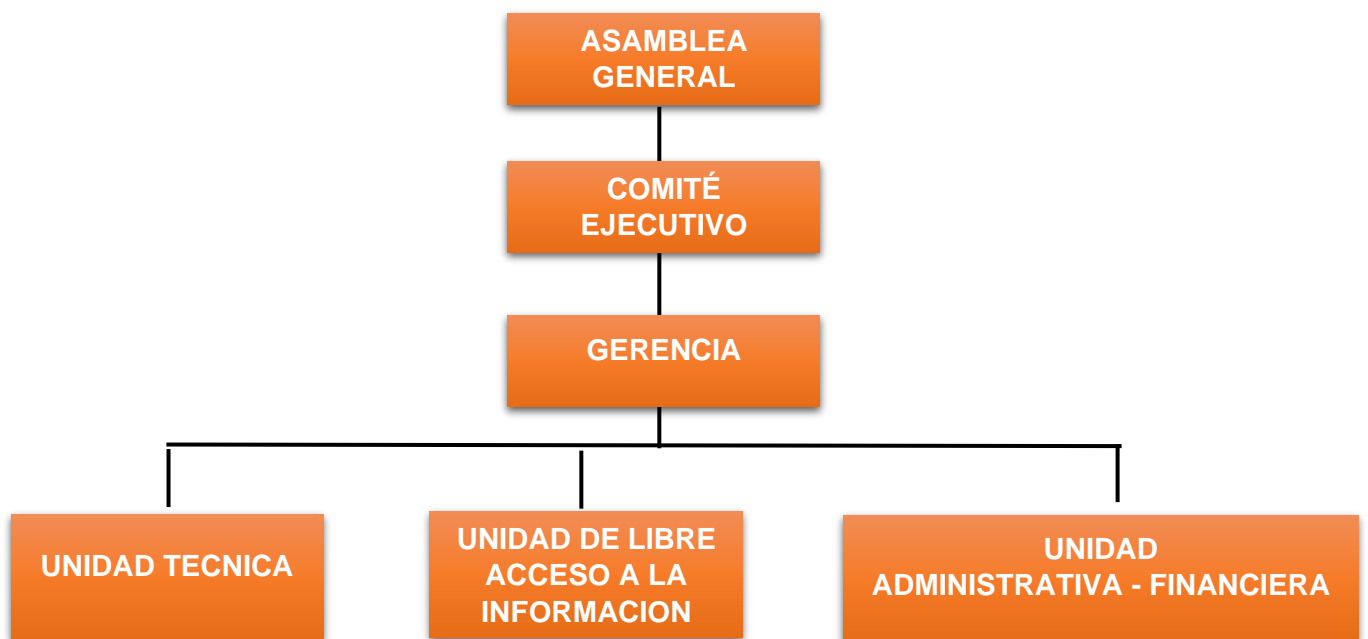 ASAMBLEA
GENERAL
COMITÉ
EJECUTIVO
GERENCIA
UNIDAD TECNICA
UNIDAD DE LIBRE
ACCESO A LA
INFORMACION
UNIDAD
ADMINISTRATIVA - FINANCIERA